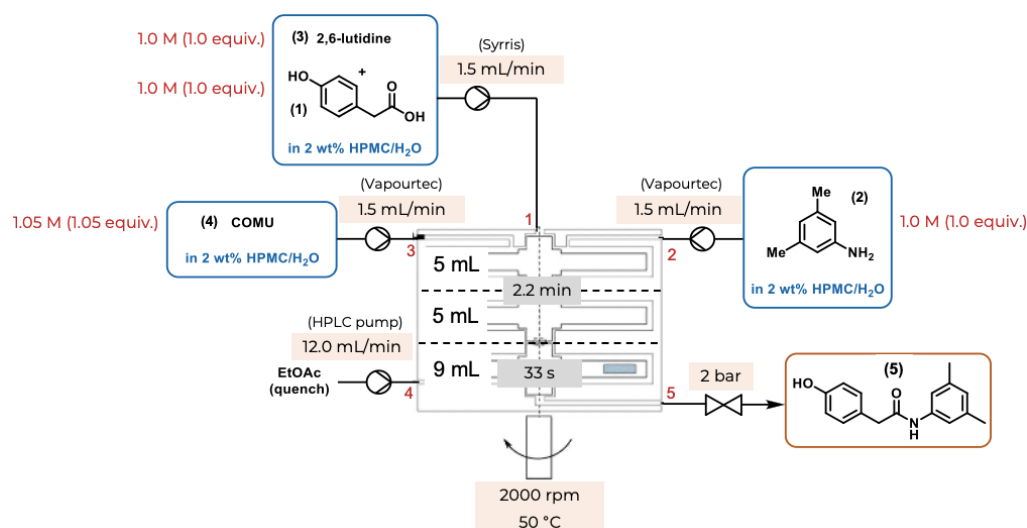 1.0 M (1.0 equiv.)
(3) 2,6-lutidine
+
HO
O
OH
1.0 M (1.0 equiv.)
(1)
in 2 wt% HPMC/H2O
(Syrris)
1.5 mL/min
1.05 M (1.05 equiv.)
(4) COMU
in 2 wt% HPMC/H2O
(Vapourtec)
1.5 mL/min
1
(Vapourtec)
1.5 mL/min
Me
(2)
Me
NH2
in 2 wt% HPMC/H2O
1.0 M (1.0 equiv.)
3
2
5 mL
2.2 min
5 mL
(HPLC pump)
12.0 mL/min
EtOAc
(quench)
9 mL
33 s
4
5
2 bar
(5)
HO
O
N
H
2000 rpm
50 °C